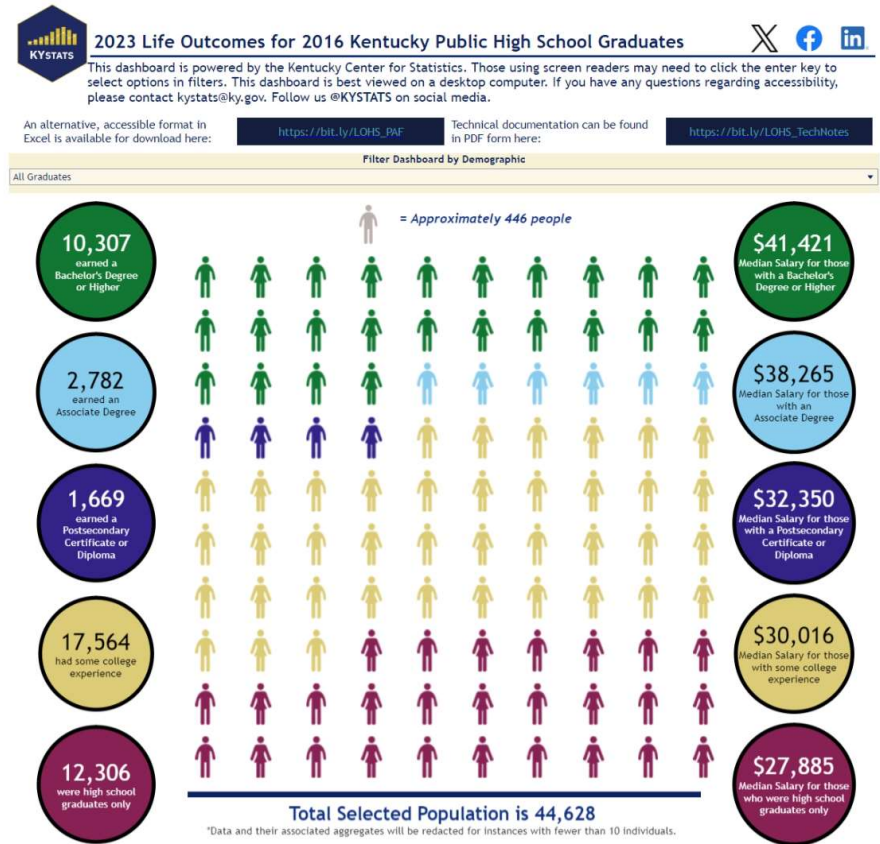 KYSTATS
2023 Life Outcomes for 2016 Kentucky Public High School Graduates
This dashboard is powered by the Kentucky Center for Statistics. Those using screen readers may need to click the enter key to
select options in filters. This dashboard is best viewed on a desktop computer. If you have any questions regarding accessibility,
please contact kystats@ky.gov. Follow us @KYSTATS on social media.
An alternative, accessible format in
Excel is available for download here:
https://bit.ly/LOHS_PAF
Technical documentation can be found
in PDF form here:
https://bit.ly/LOHS_TechNotes
Filter Dashboard by Demographic
All Graduates
= Approximately 446 people
10,307
earned a
Bachelor's Degree
or Higher
$41,421
Median Salary for those
with a Bachelor's
Degree or Higher
2,782
earned an
Associate Degree
$38,265
Median Salary for those
with an
Associate Degree
1,669
earned a
Postsecondary
Certificate or
Diploma
$32,350
Median Salary for those
with a Postsecondary
Certificate or
Diploma
17,564
had some college
experience
$30,016
Median Salary for those
with some college
experience
12,306
were high school
graduates only
$27,885
Median Salary for those
who were high school
graduates only
Total Selected Population is 44,628
*Data and their associated aggregates will be redacted for instances with fewer than 10 individuals.